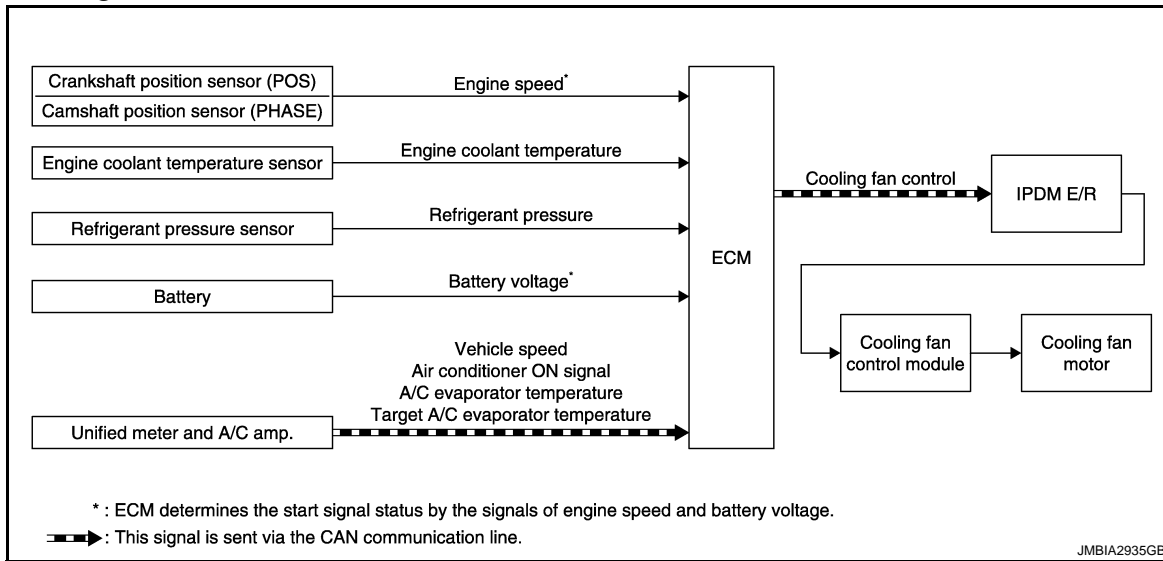 Crankshaft position sensor (POS)
Camshaft position sensor (PHASE)
Engine speed*
Engine coolant temperature sensor
Engine coolant temperature
Refrigerant pressure sensor
Refrigerant pressure
Battery
Battery voltage*
Unified meter and A/C amp.
Vehicle speed
Air conditioner ON signal
A/C evaporator temperature
Target A/C evaporator temperature
ECM
Cooling fan control
IPDM E/R
Cooling fan
control module
Cooling fan
motor
* : ECM determines the start signal status by the signals of engine speed and battery voltage.
: This signal is sent via the CAN communication line.
JMBIA2935GB